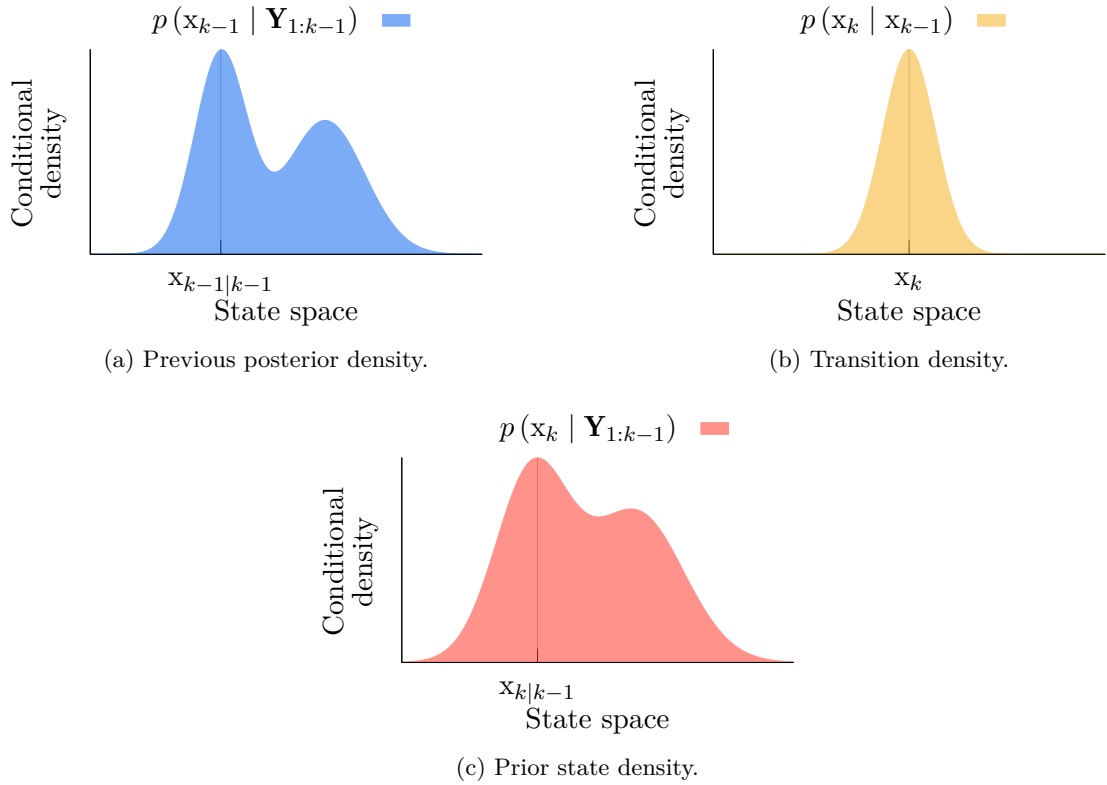 p (x_{k−1} | Y_{1:k−1})
Conditional
density
x_{k−1|k−1}
State space
(a) Previous posterior density.
p (x_k | x_{k−1})
Conditional
density
x_k
State space
(b) Transition density.
p (x_k | Y_{1:k−1})
Conditional
density
x_{k|k−1}
State space
(c) Prior state density.